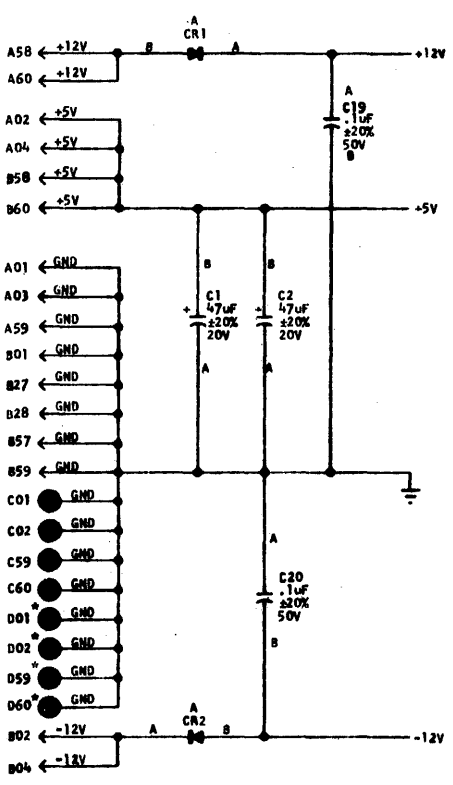 A
CR1
A58 +12V B A +12V
A60 +12V
A
C19
.1uF
±20%
50V
B
A02 +5V
A04 +5V
B58 +5V
B60 +5V +5V
A01 GND
B B
A03 GND
C1 C2
+ 47uF + 47uF
±20% ±20%
20V 20V
A59 GND
B01 GND
A A
B27 GND
B28 GND
B57 GND
B59 GND
C01 GND
C02 GND
A
C59 GND
C20
.1uF
±20%
50V
C60 GND
D01* GND
B
D02* GND
D59* GND
D60* GND
A
CR2
B02 -12V A B -12V
B04 -12V